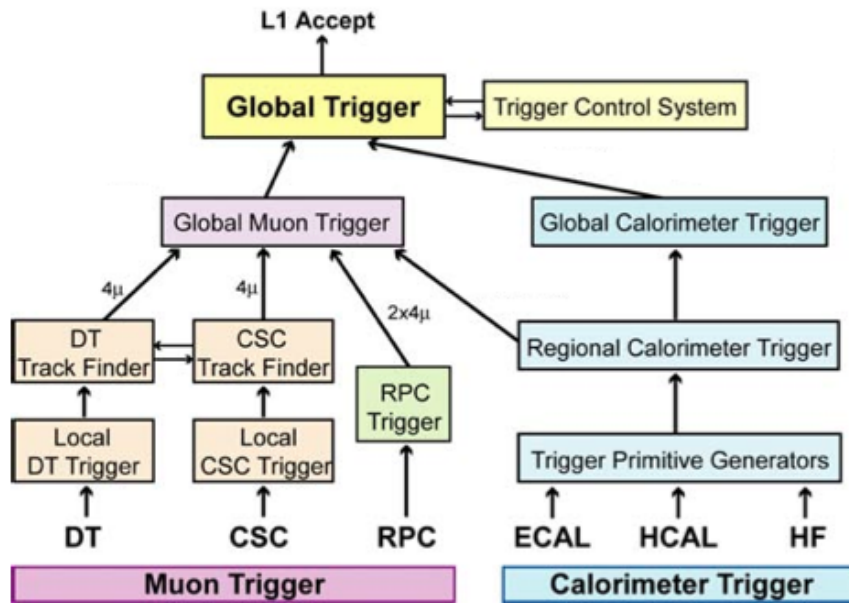 L1 Accept
Global Trigger
Trigger Control System
Global Muon Trigger
Global Calorimeter Trigger
4μ
4μ
2x4μ
DT
Track Finder
CSC
Track Finder
Regional Calorimeter Trigger
RPC
Trigger
Local
DT Trigger
Local
CSC Trigger
Trigger Primitive Generators
DT
CSC
RPC
ECAL
HCAL
HF
Muon Trigger
Calorimeter Trigger